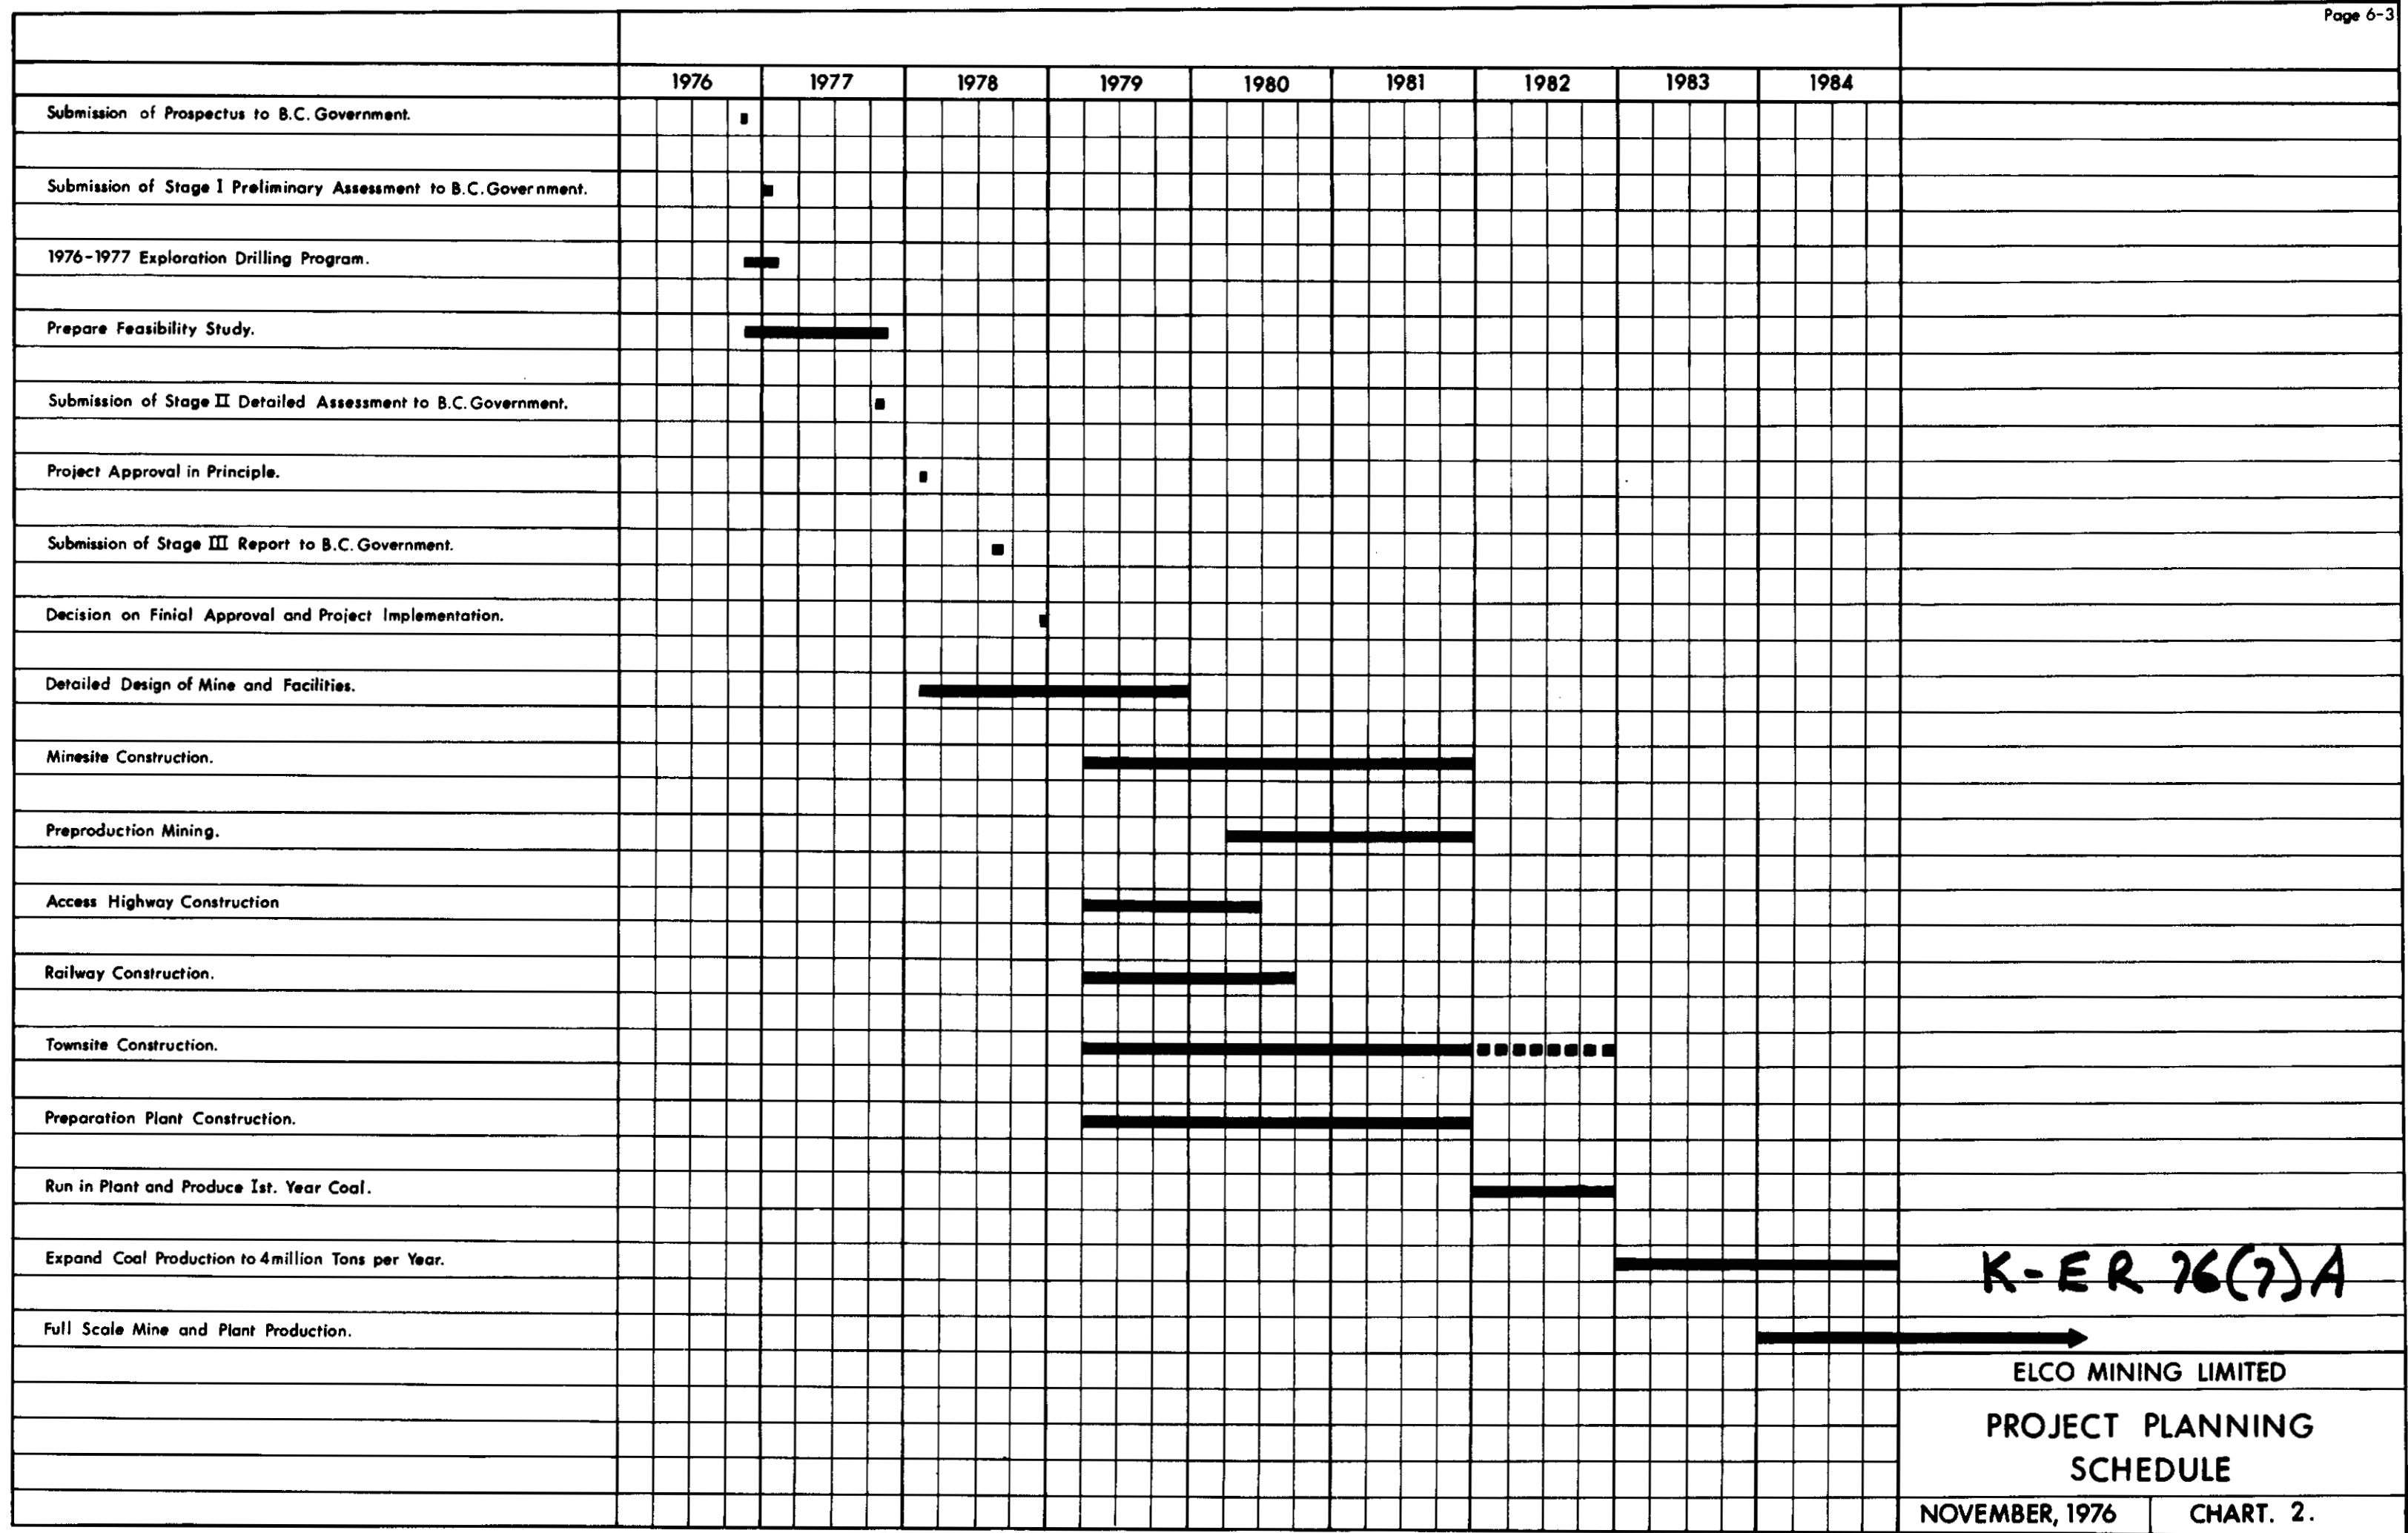 Page 6-3
1976 1977 1978 1979 1980 1981 1982 1983 1984
Submission of Prospectus to B.C. Government.
Submission of Stage I Preliminary Assessment to B.C. Government.
1976-1977 Exploration Drilling Program.
Prepare Feasibility Study.
Submission of Stage II Detailed Assessment to B.C. Government.
Project Approval in Principle.
Submission of Stage III Report to B.C. Government.
Decision on Finial Approval and Project Implementation.
Detailed Design of Mine and Facilities.
Minesite Construction.
Preproduction Mining.
Access Highway Construction
Railway Construction.
Townsite Construction.
Preparation Plant Construction.
Run in Plant and Produce Ist. Year Coal.
Expand Coal Production to 4 million Tons per Year.
K-ER 76(7)A
Full Scale Mine and Plant Production.
ELCO MINING LIMITED
PROJECT PLANNING
SCHEDULE
NOVEMBER, 1976 CHART. 2.